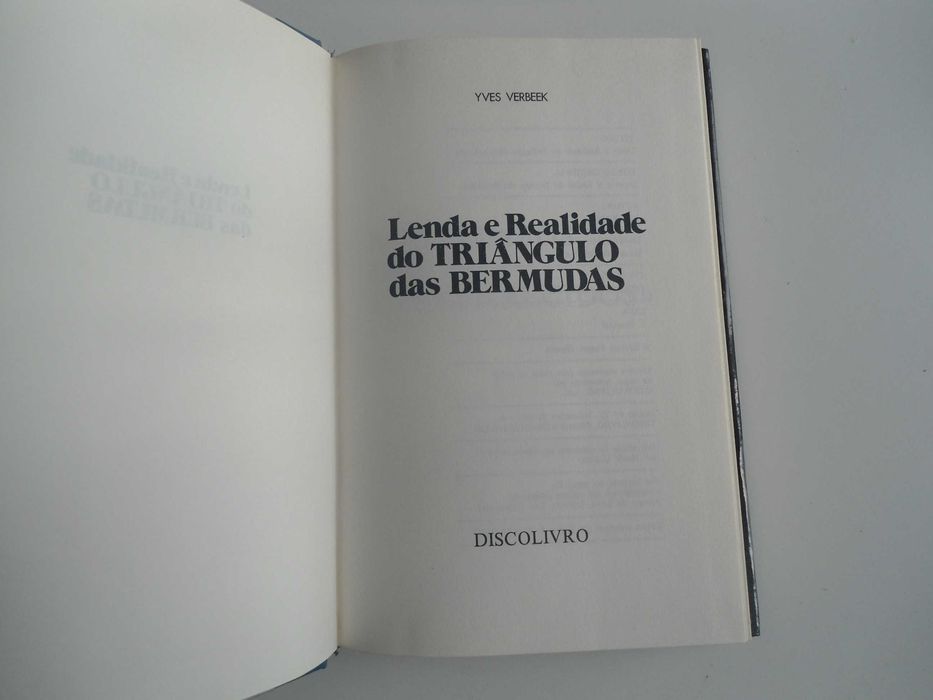 YVES VERBEEK
Lenda e Realidade
do TRIÂNGULO
das BERMUDAS
DISCOLIVRO